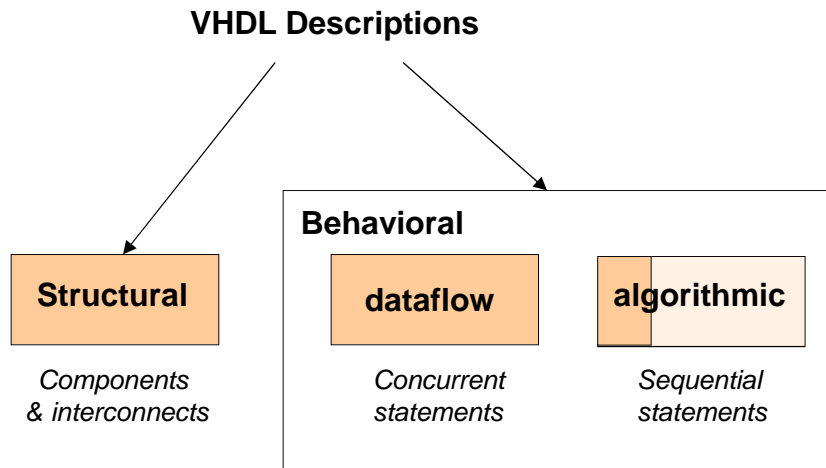 VHDL Descriptions
Behavioral
Structural
dataflow
algorithmic
Components
& interconnects
Concurrent
statements
Sequential
statements